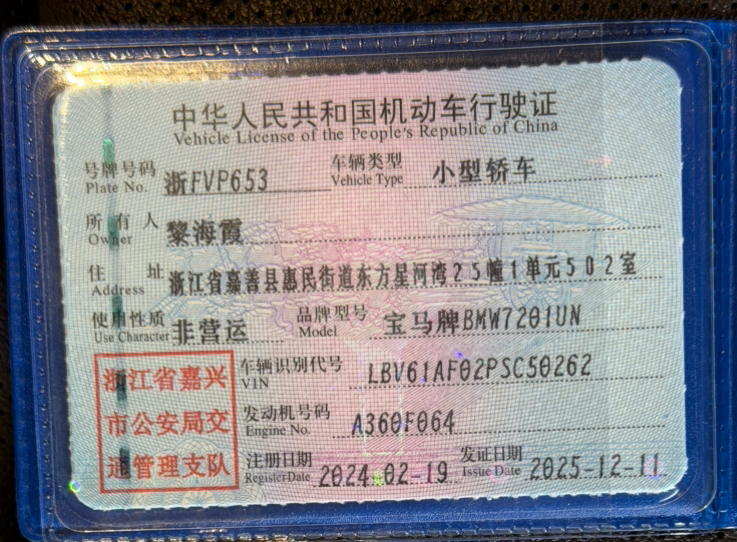 中华人民共和国机动车行驶证
Vehicle License of the People's Republic of China
号牌号码 浙FVP653 车辆类型 小型轿车
Plate No. Vehicle Type
所有人 黎海霞
Owner
住址 浙江省嘉善县惠民街道东方星河湾25幢1单元502室
Address
使用性质 非营运 品牌型号 宝马牌BMW7201UN
Use Character Model
车辆识别代号 LBV61AF02PSC50262
VIN
发动机号码 A360F064
Engine No.
注册日期 2024-02-19 发证日期 2025-12-11
Register Date Issue Date
浙江省嘉兴
市公安局交
通管理支队